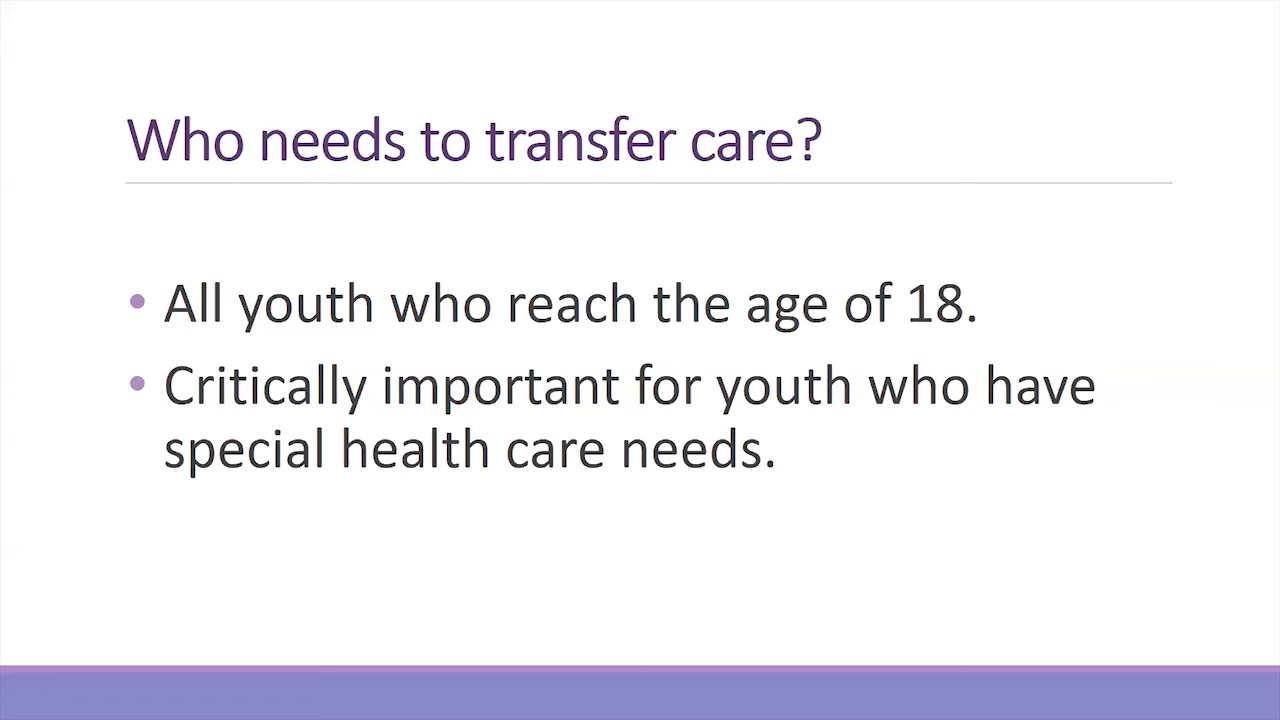 Who needs to transfer care?
• All youth who reach the age of 18.
• Critically important for youth who have
special health care needs.